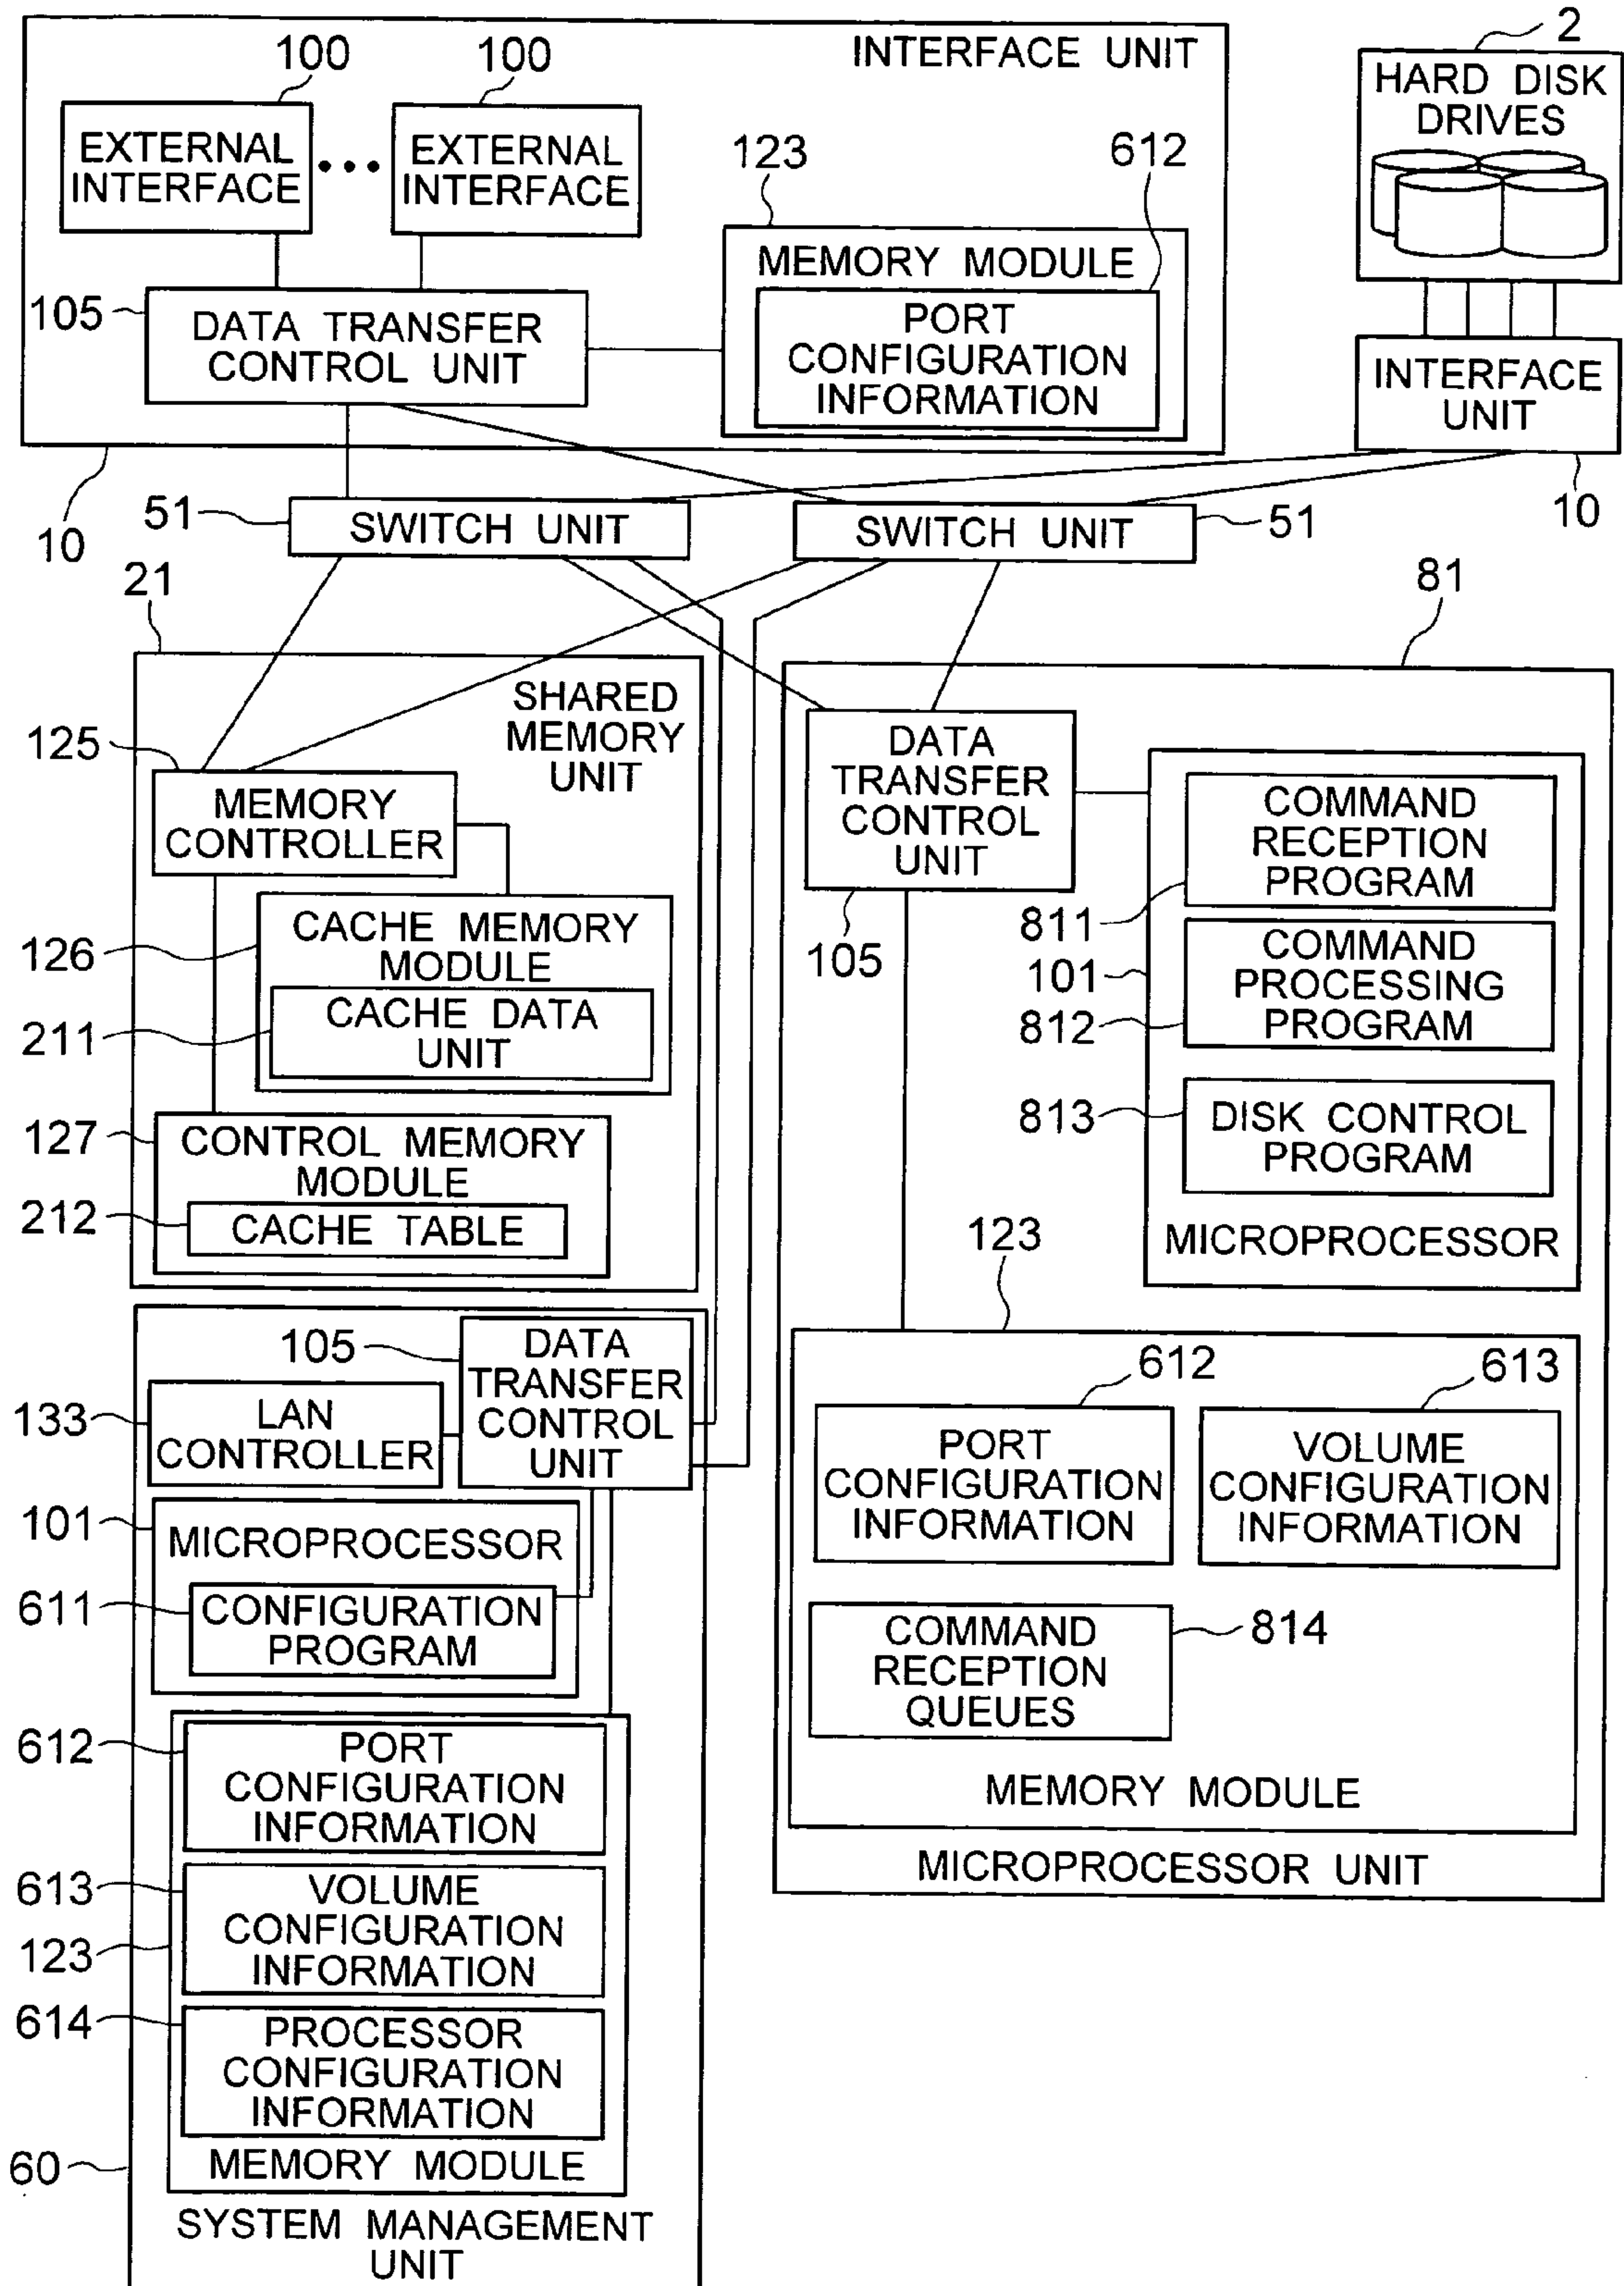 INTERFACE UNIT
100
100
EXTERNAL
INTERFACE
EXTERNAL
INTERFACE
123
612
MEMORY MODULE
PORT
CONFIGURATION
INFORMATION
105
DATA TRANSFER
CONTROL UNIT
10
2
HARD DISK
DRIVES
INTERFACE
UNIT
10
51
SWITCH UNIT
SWITCH UNIT
51
21
SHARED
MEMORY
UNIT
125
MEMORY
CONTROLLER
126
CACHE MEMORY
MODULE
211
CACHE DATA
UNIT
127
CONTROL MEMORY
MODULE
212
CACHE TABLE
81
DATA
TRANSFER
CONTROL
UNIT
105
COMMAND
RECEPTION
PROGRAM
811
101
COMMAND
PROCESSING
PROGRAM
812
813
DISK CONTROL
PROGRAM
MICROPROCESSOR
123
612
613
PORT
CONFIGURATION
INFORMATION
VOLUME
CONFIGURATION
INFORMATION
COMMAND
RECEPTION
QUEUES
814
MEMORY MODULE
MICROPROCESSOR UNIT
105
DATA
TRANSFER
CONTROL
UNIT
133
LAN
CONTROLLER
101
MICROPROCESSOR
611
CONFIGURATION
PROGRAM
612
PORT
CONFIGURATION
INFORMATION
613
VOLUME
CONFIGURATION
INFORMATION
123
614
PROCESSOR
CONFIGURATION
INFORMATION
MEMORY MODULE
60
SYSTEM MANAGEMENT
UNIT